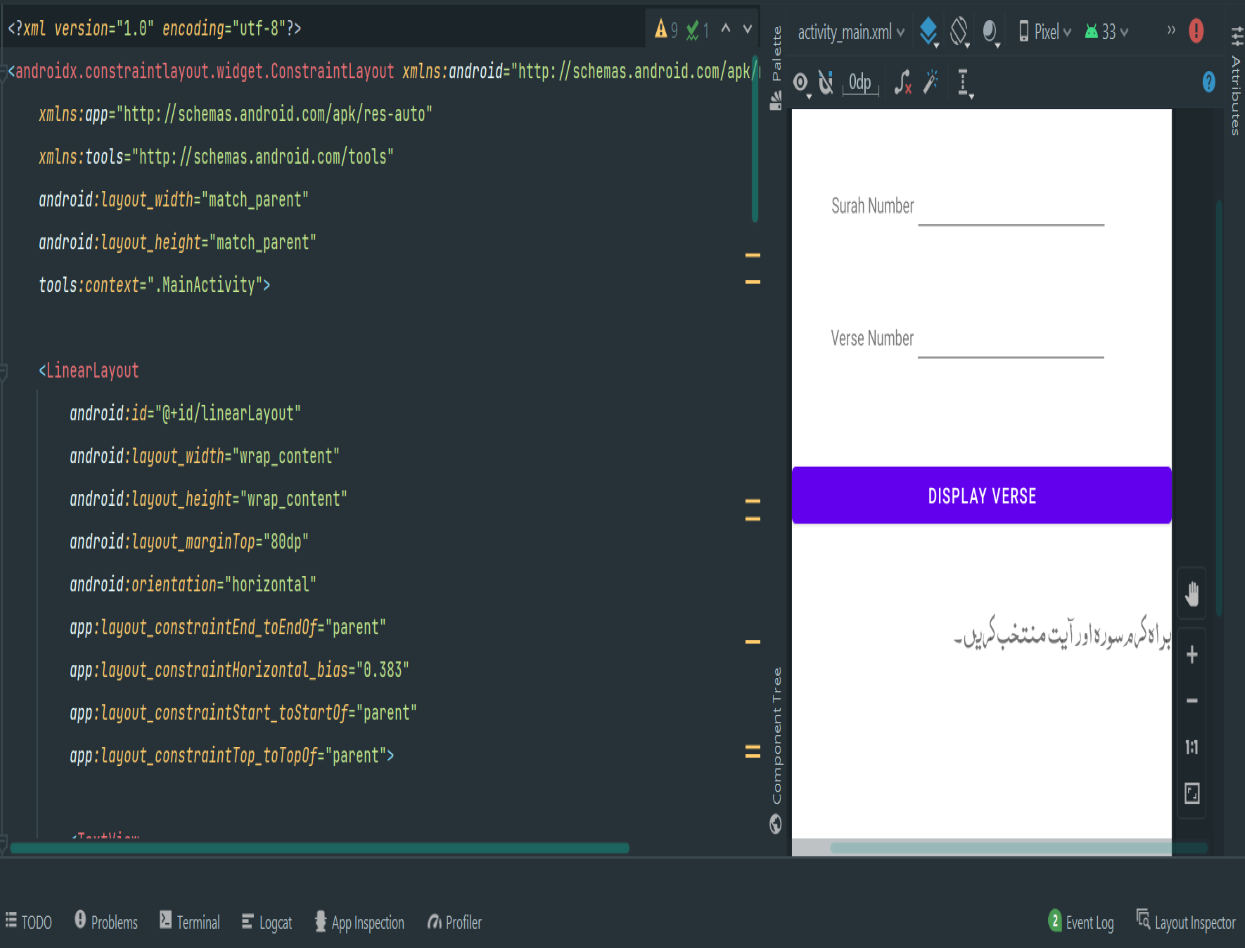 <?xml version="1.0" encoding="utf-8"?>
9 1
<androidx.constraintlayout.widget.ConstraintLayout xmlns:android="http://schemas.android.com/apk/
xmlns:app="http://schemas.android.com/apk/res-auto"
xmlns:tools="http://schemas.android.com/tools"
android:layout_width="match_parent"
android:layout_height="match_parent"
tools:context=".MainActivity">
<LinearLayout
android:id="@+id/linearLayout"
android:layout_width="wrap_content"
android:layout_height="wrap_content"
android:layout_marginTop="80dp"
android:orientation="horizontal"
app:layout_constraintEnd_toEndOf="parent"
app:layout_constraintHorizontal_bias="0.383"
app:layout_constraintStart_toStartOf="parent"
app:layout_constraintTop_toTopOf="parent">
<TextView
Palette
Component Tree
activity_main.xml Pixel 33 »
0dp
Attributes
Surah Number
Verse Number
DISPLAY VERSE
براہ کرم سورہ اور آیت منتخب کریں۔
1:1
TODO Problems Terminal Logcat App Inspection Profiler
2 Event Log Layout Inspector